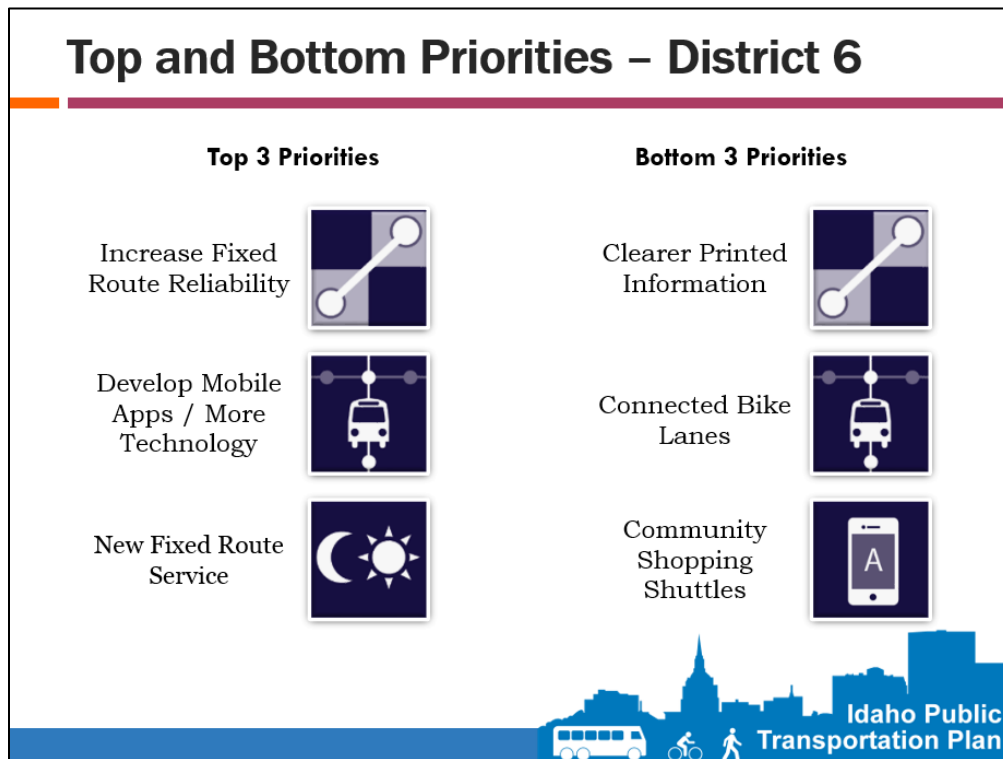 Top and Bottom Priorities – District 6
Top 3 Priorities
Increase Fixed
Route Reliability
Develop Mobile
Apps / More
Technology
New Fixed Route
Service
Bottom 3 Priorities
Clearer Printed
Information
Connected Bike
Lanes
Community
Shopping
Shuttles
A
Idaho Public
Transportation Plan